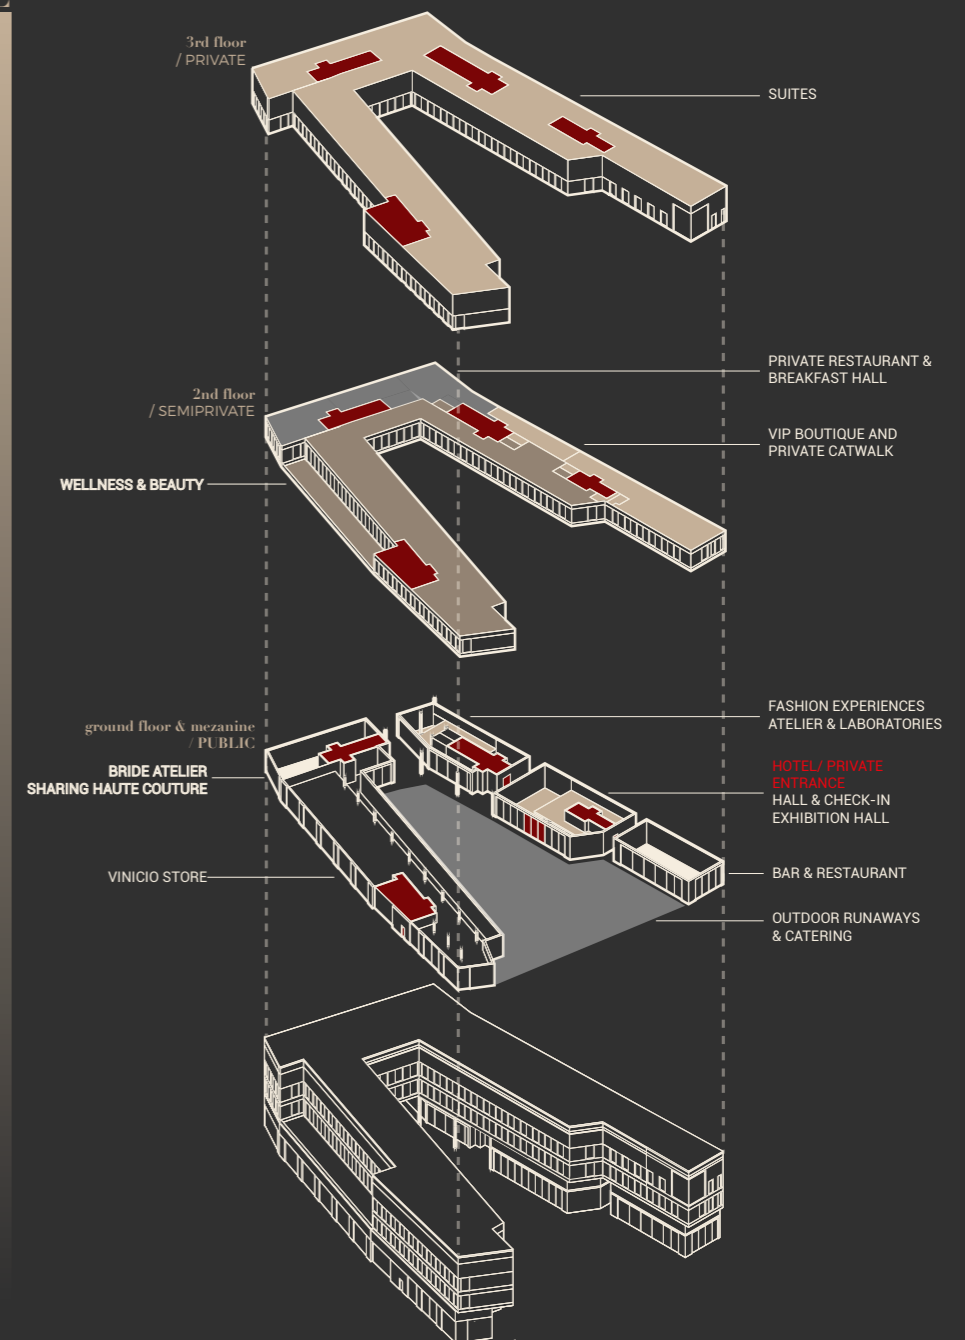 3rd floor
/ PRIVATE
SUITES
PRIVATE RESTAURANT &
BREAKFAST HALL
2nd floor
/ SEMIPRIVATE
VIP BOUTIQUE AND
PRIVATE CATWALK
WELLNESS & BEAUTY
FASHION EXPERIENCES
ATELIER & LABORATORIES
ground floor & mezanine
/ PUBLIC
BRIDE ATELIER
SHARING HAUTE COUTURE
HOTEL/ PRIVATE
ENTRANCE
HALL & CHECK-IN
EXHIBITION HALL
VINICIO STORE
BAR & RESTAURANT
OUTDOOR RUNAWAYS
& CATERING